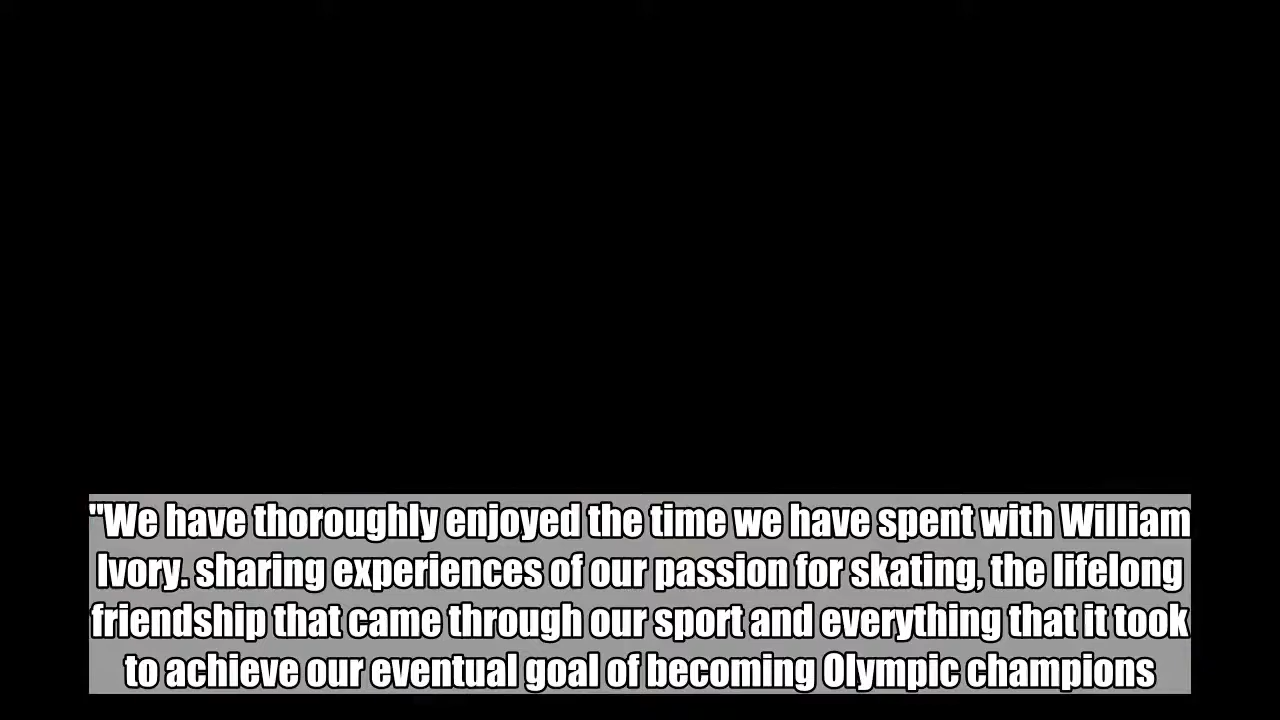 "We have thoroughly enjoyed the time we have spent with William
Ivory. sharing experiences of our passion for skating, the lifelong
friendship that came through our sport and everything that it took
to achieve our eventual goal of becoming Olympic champions